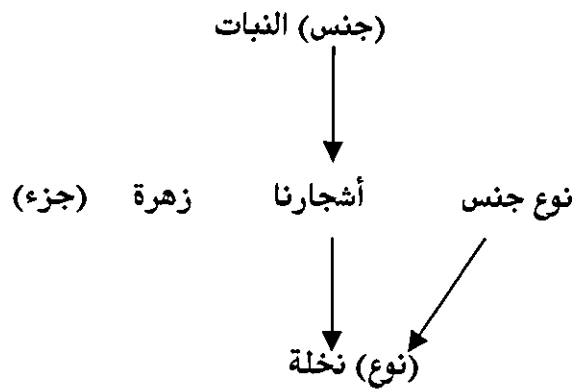 (جنس) النبات
نوع جنس أشجارنا زهرة (جزء)
(نوع) نخلة